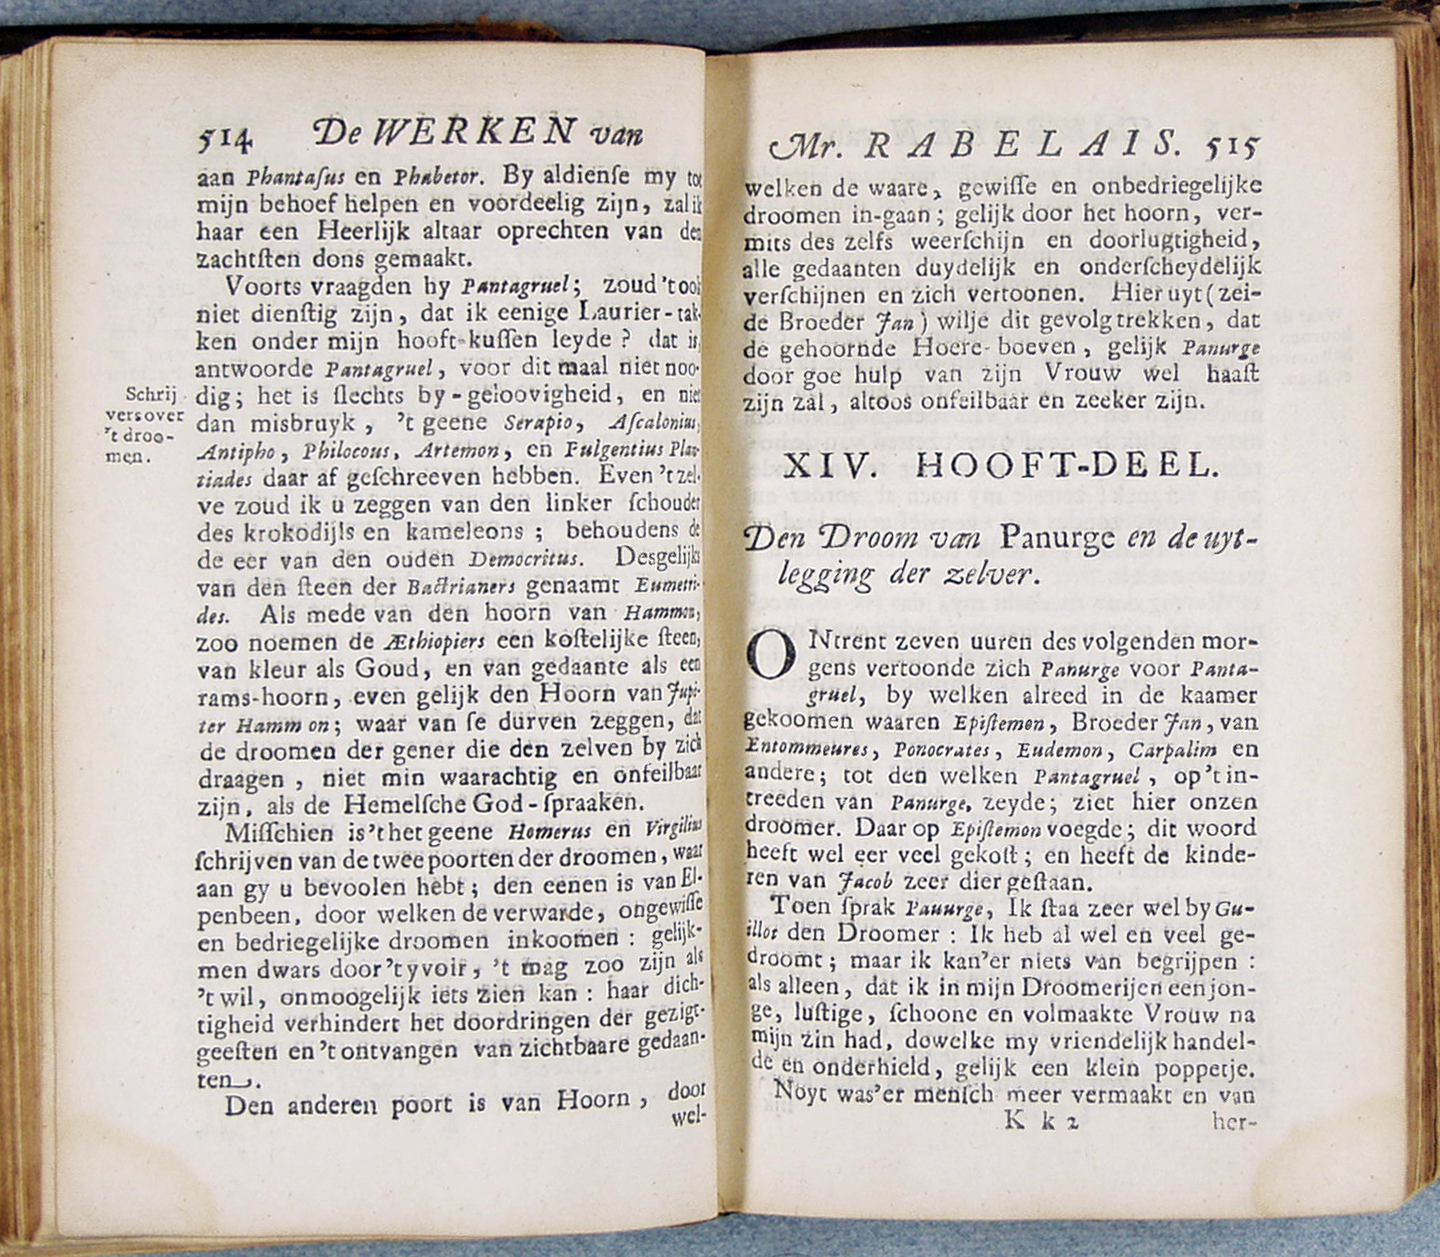 514 De WERKEN van
aan Phantaſus en Phabetor. By aldienſe my tot
mijn behoef helpen en voordeelig zijn, zal ik
haar een Heerlijk altaar oprechten van den
zachtſten dons gemaakt.
Voorts vraagden hy Pantagruel; zoud 't ook
niet dienſtig zijn, dat ik eenige Laurier-tak-
ken onder mijn hooft-kuſſen leyde? dat is,
antwoorde Pantagruel, voor dit maal niet noo-
dig; het is ſlechts by-geloovigheid, en niet
dan misbruyk, 't geene Serapio, Aſcalonius,
Antipho, Philocous, Artemon, en Fulgentius Plan-
tiades daar af geſchreeven hebben. Even 't zel-
ve zoud ik u zeggen van den linker ſchouder
des krokodijls en kameleons; behoudens de
de eer van den ouden Democritus. Desgelijks
van den ſteen der Bactrianers genaamt Eumetri-
des. Als mede van den hoorn van Hammon,
zoo noemen de Æthiopiers een koſtelijke ſteen,
van kleur als Goud, en van gedaante als een
rams-hoorn, even gelijk den Hoorn van Jupi-
ter Hamm on; waar van ſe durven zeggen, dat
de droomen der gener die den zelven by zich
draagen, niet min waarachtig en onfeilbaar
zijn, als de Hemelſche God-ſpraaken.
Miſſchien is 't het geene Homerus en Virgilius
ſchrijven van de twee poorten der droomen, waar
aan gy u bevoolen hebt; den eenen is van El-
penbeen, door welken de verwarde, ongewiſſe
en bedriegelijke droomen inkoomen: gelijk-
men dwars door 't yvoir, 't mag zoo zijn als
't wil, onmoogelijk iets zien kan: haar dich-
tigheid verhindert het doordringen der gezigt-
geeſten en 't ontvangen van zichtbaare gedaan-
ten.
Den anderen poort is van Hoorn, door
wel-
Schrij
vers over
't droo-
men.
Mr. RABELAIS. 515
welken de waare, gewiſſe en onbedriegelijke
droomen in-gaan; gelijk door het hoorn, ver-
mits des zelfs weerſchijn en doorlugtigheid,
alle gedaanten duydelijk en onderſcheydelijk
verſchijnen en zich vertoonen. Hier uyt (zei-
de Broeder Jan) wilje dit gevolg trekken, dat
de gehoornde Hoere-boeven, gelijk Panurge
door goe hulp van zijn Vrouw wel haaſt
zijn zal, altoos onfeilbaar en zeeker zijn.
XIV. HOOFT-DEEL.
Den Droom van Panurge en de uyt-
legging der zelver.
ONtrent zeven uuren des volgenden mor-
gens vertoonde zich Panurge voor Panta-
gruel, by welken alreed in de kaamer
gekoomen waaren Epiſtemon, Broeder Jan, van
Entommeures, Ponocrates, Eudemon, Carpalim en
andere; tot den welken Pantagruel, op 't in-
treeden van Panurge, zeyde; ziet hier onzen
droomer. Daar op Epiſtemon voegde; dit woord
heeft wel eer veel gekoſt; en heeft de kinde-
ren van Jacob zeer dier geſtaan.
Toen ſprak Panurge, Ik ſtaa zeer wel by Gu-
illot den Droomer: Ik heb al wel en veel ge-
droomt; maar ik kan'er niets van begrijpen:
als alleen, dat ik in mijn Droomerijen een jon-
ge, luſtige, ſchoone en volmaakte Vrouw na
mijn zin had, dowelke my vriendelijk handel-
de en onderhield, gelijk een klein poppetje.
Noyt was'er menſch meer vermaakt en van
K k 2 her-